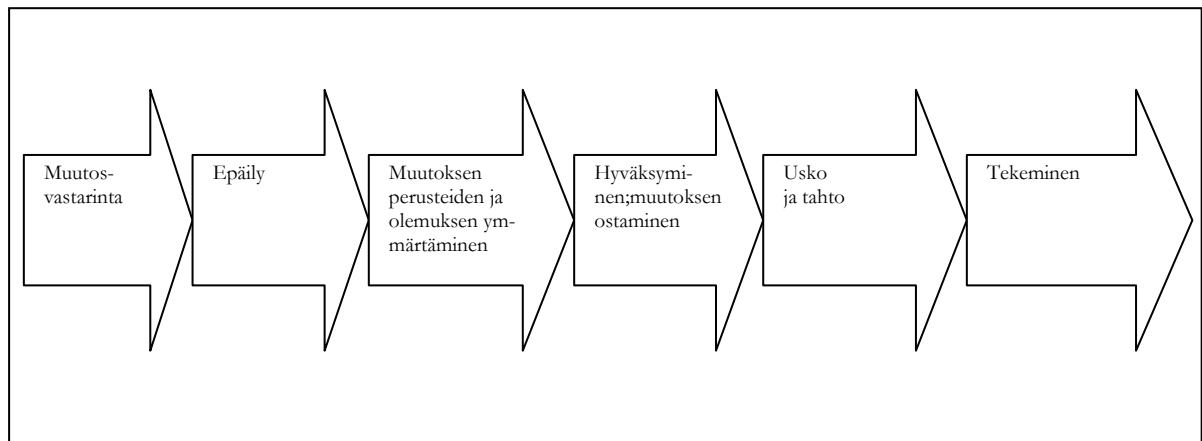 Muutos-
vastarinta
Epäily
Muutoksen
perusteiden ja
olemuksen ym-
märtäminen
Hyväksymi-
nen;muutoksen
ostaminen
Usko
ja tahto
Tekeminen